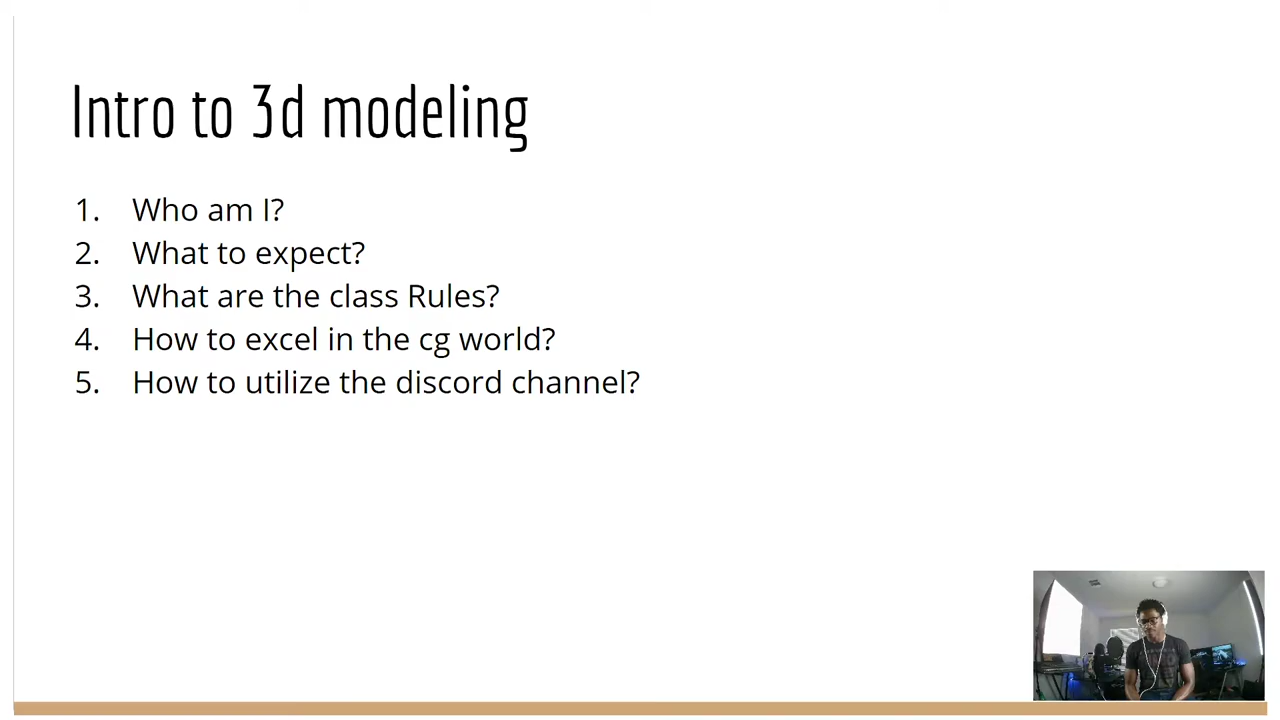 Intro to 3d modeling
1. Who am I?
2. What to expect?
3. What are the class Rules?
4. How to excel in the cg world?
5. How to utilize the discord channel?